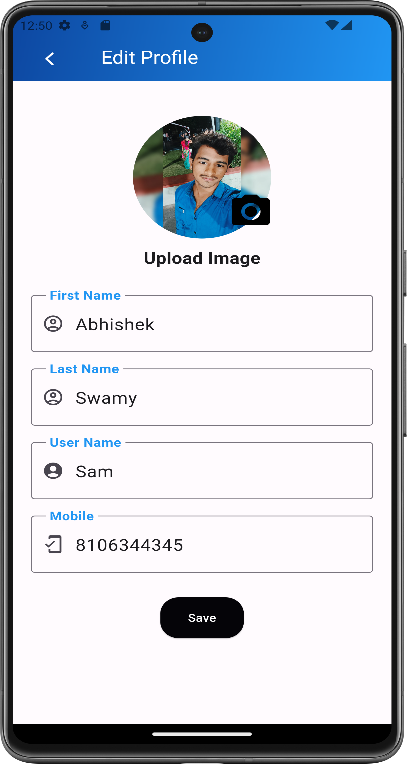 12:50
Edit Profile
Upload Image
First Name
Abhishek
Last Name
Swamy
User Name
Sam
Mobile
8106344345
Save